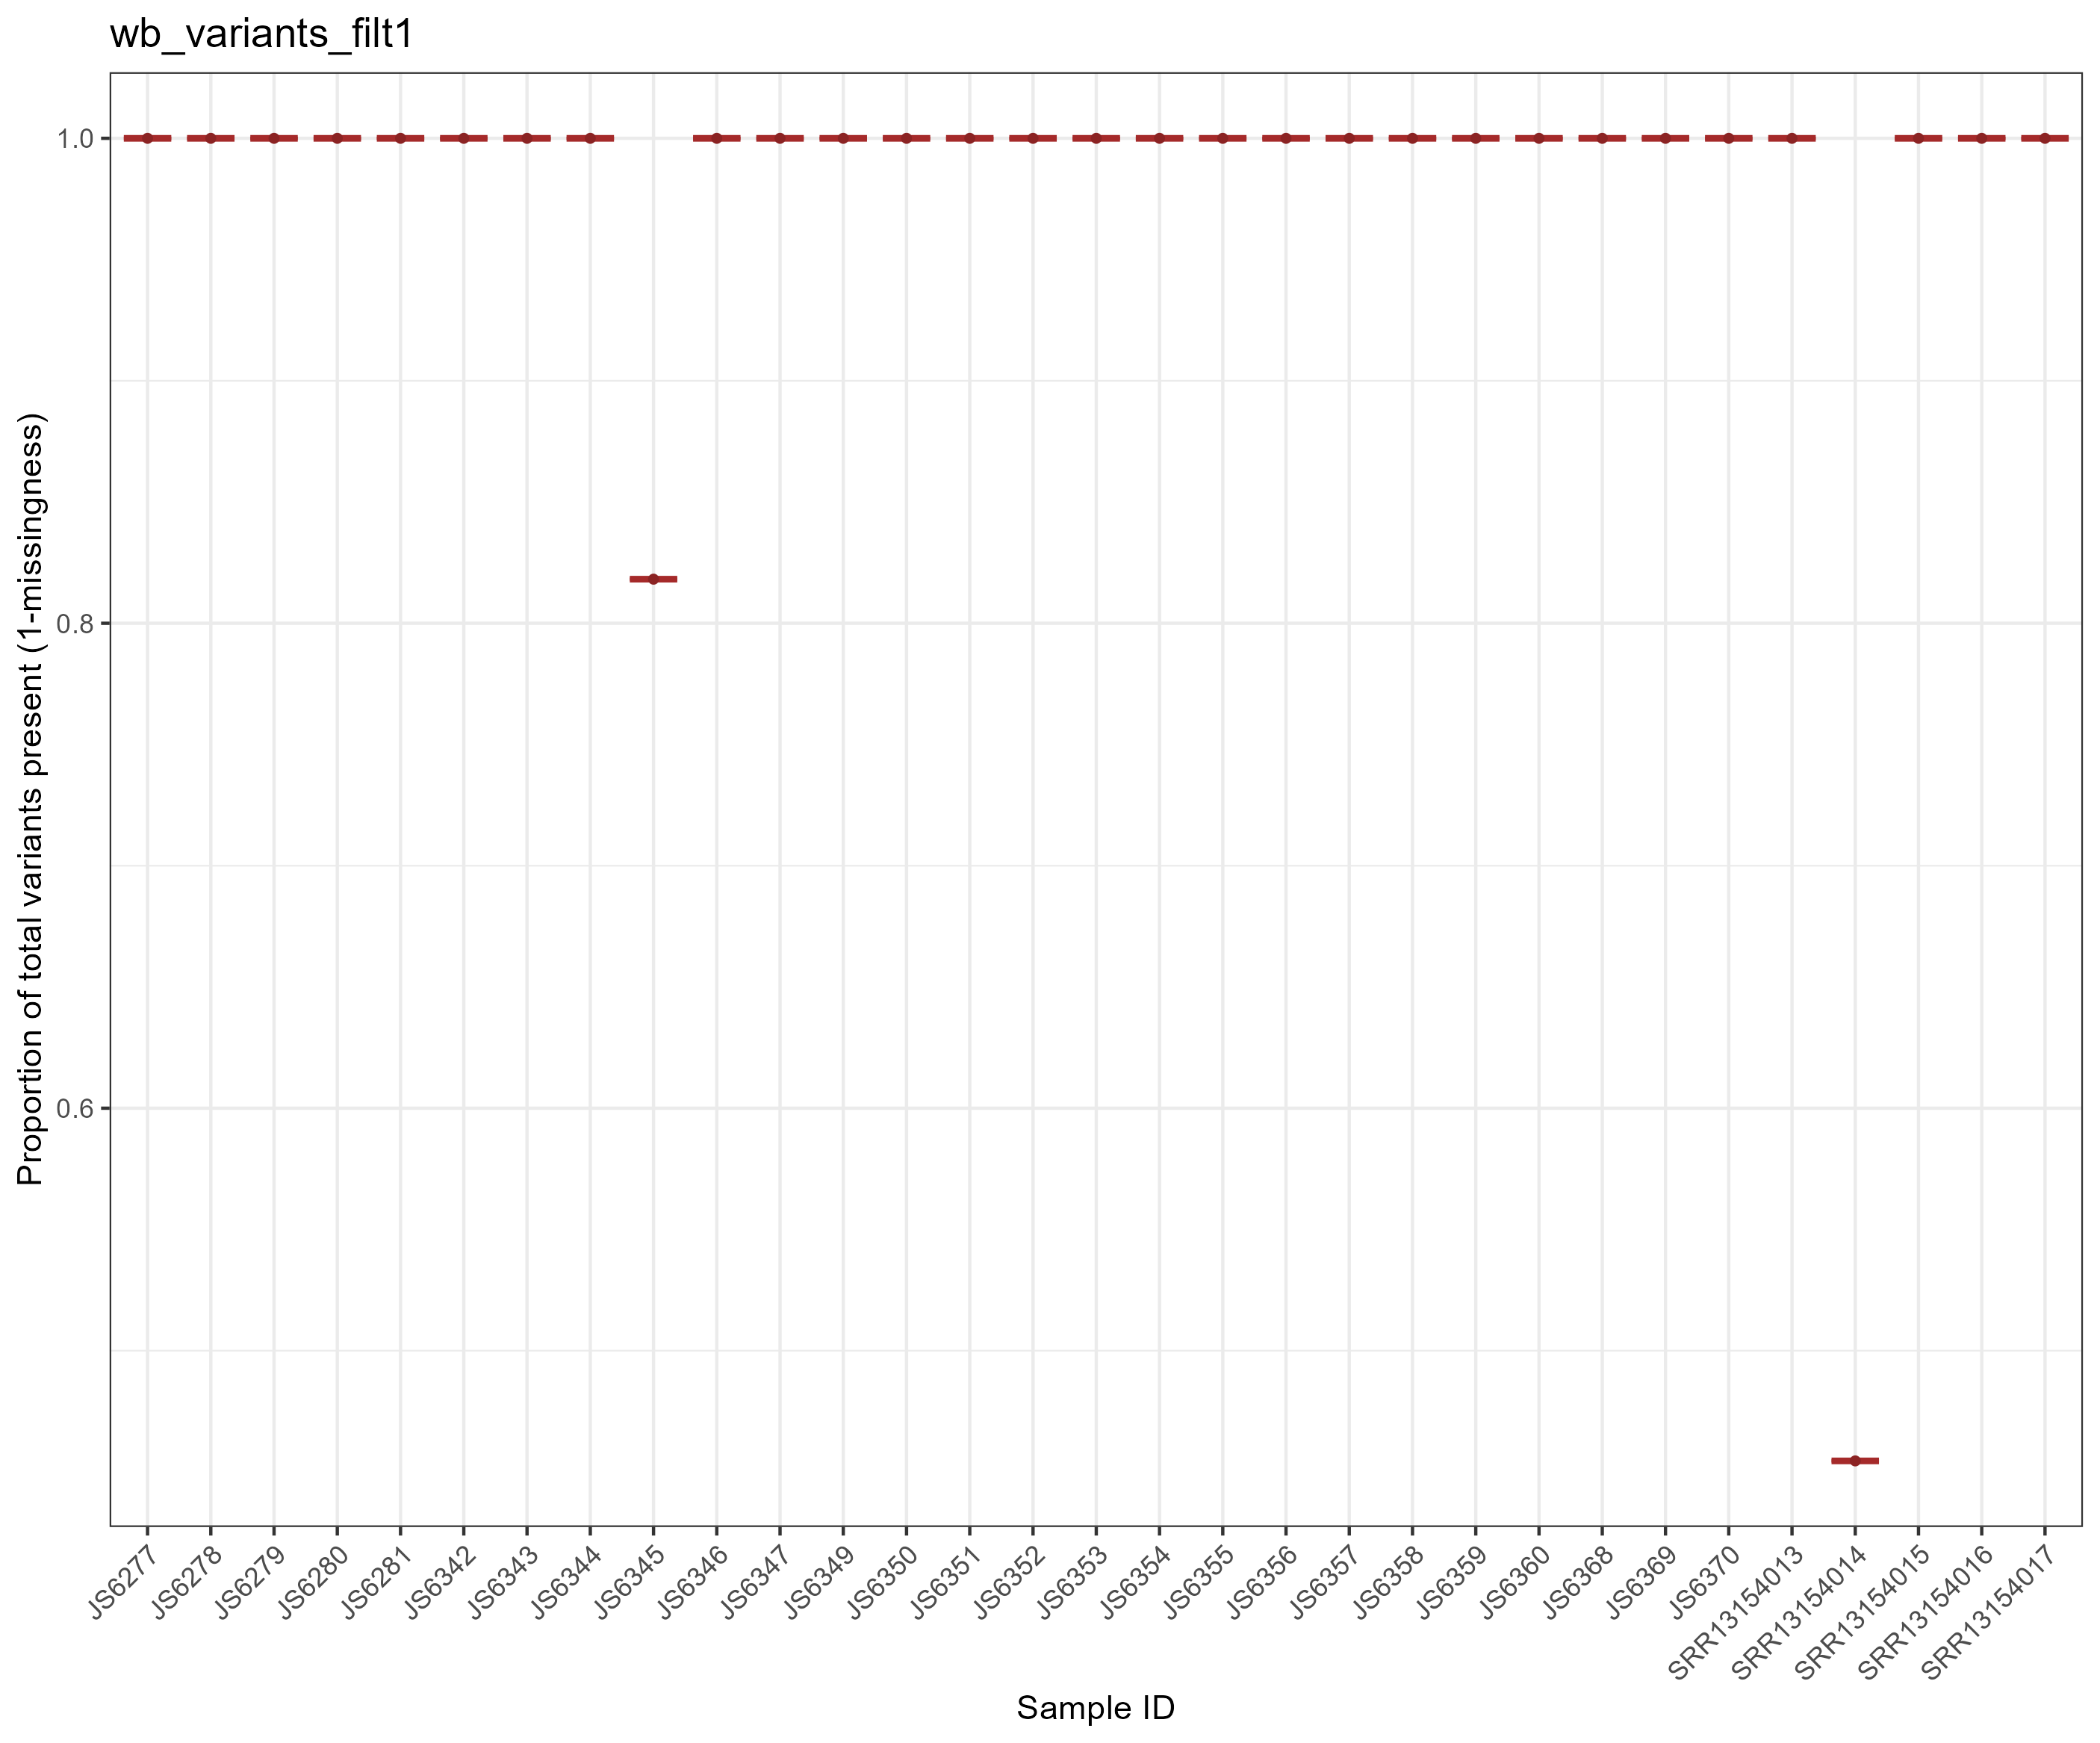 wb_variants_filt1
Proportion of total variants present (1-missingness)
1.0
0.8
0.6
JS6277
JS6278
JS6279
JS6280
JS6281
JS6342
JS6343
JS6344
JS6345
JS6346
JS6347
JS6349
JS6350
JS6351
JS6352
JS6353
JS6354
JS6355
JS6356
JS6357
JS6358
JS6359
JS6360
JS6368
JS6369
JS6370
SRR13154013
SRR13154014
SRR13154015
SRR13154016
SRR13154017
Sample ID